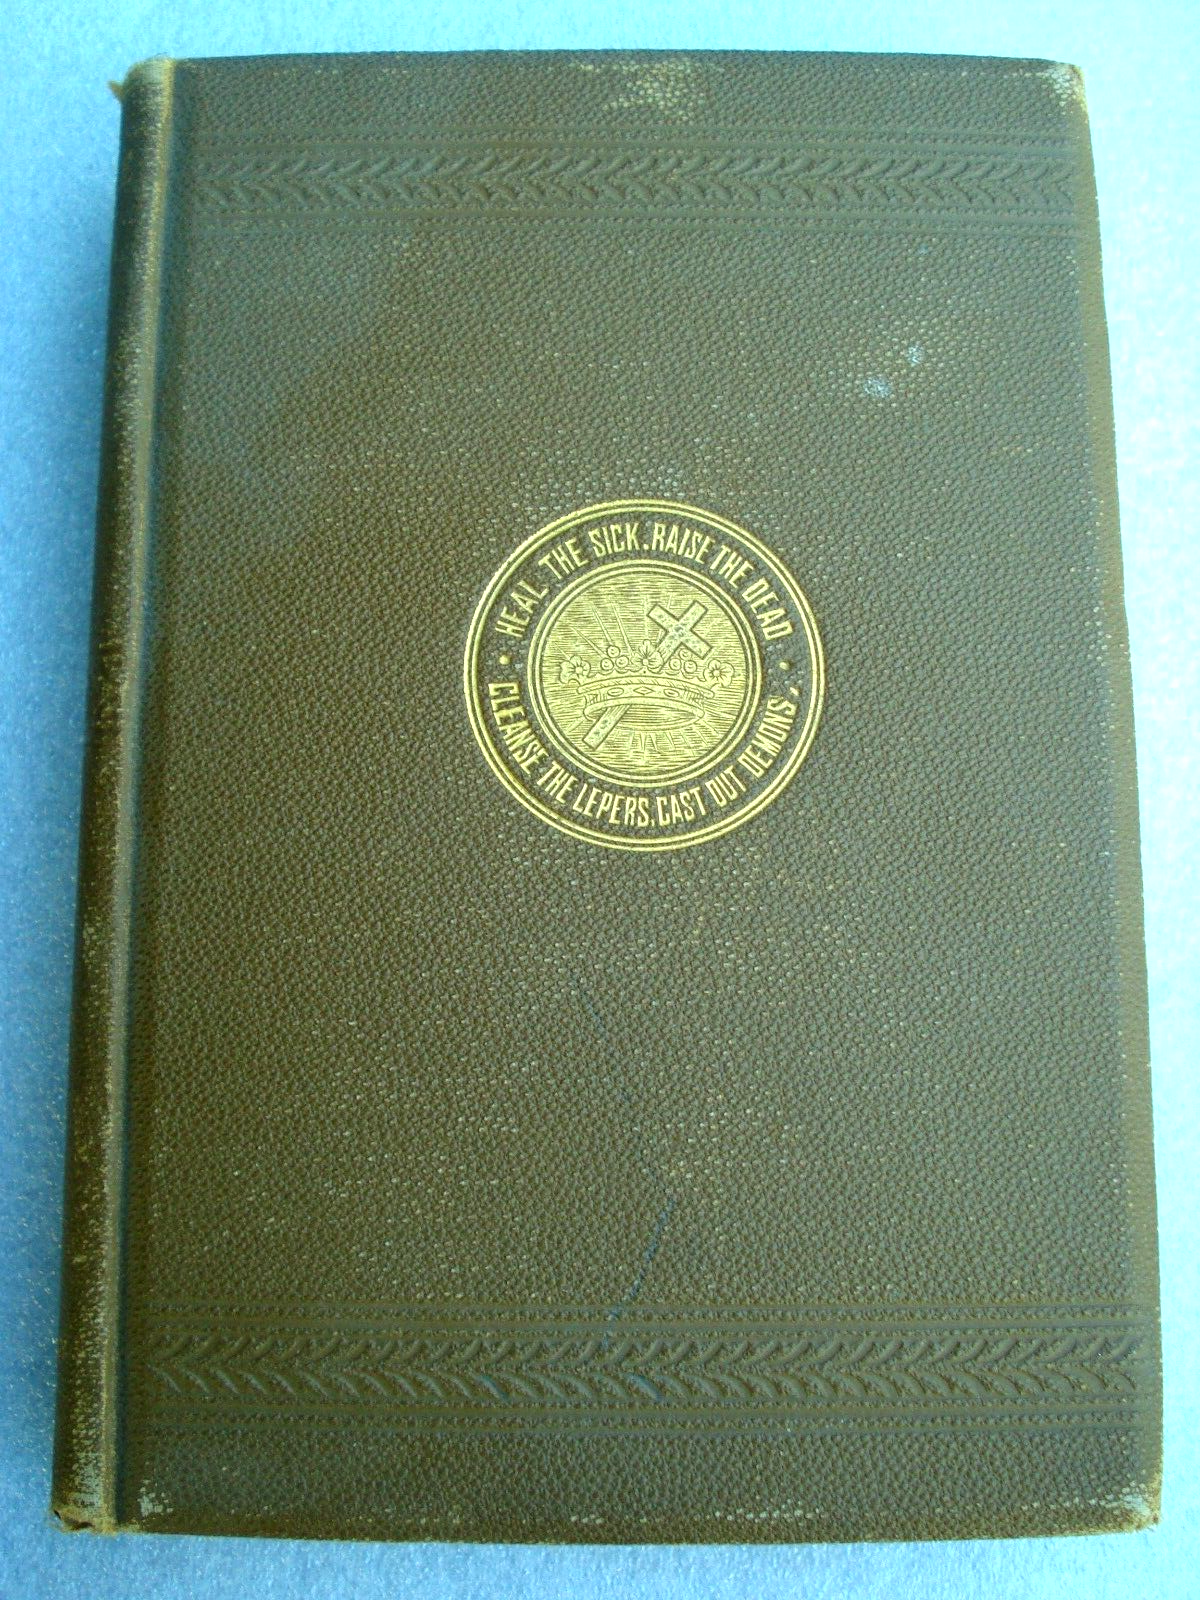 HEAL THE SICK. RAISE THE DEAD
CLEANSE THE LEPERS, CAST OUT DEMONS,